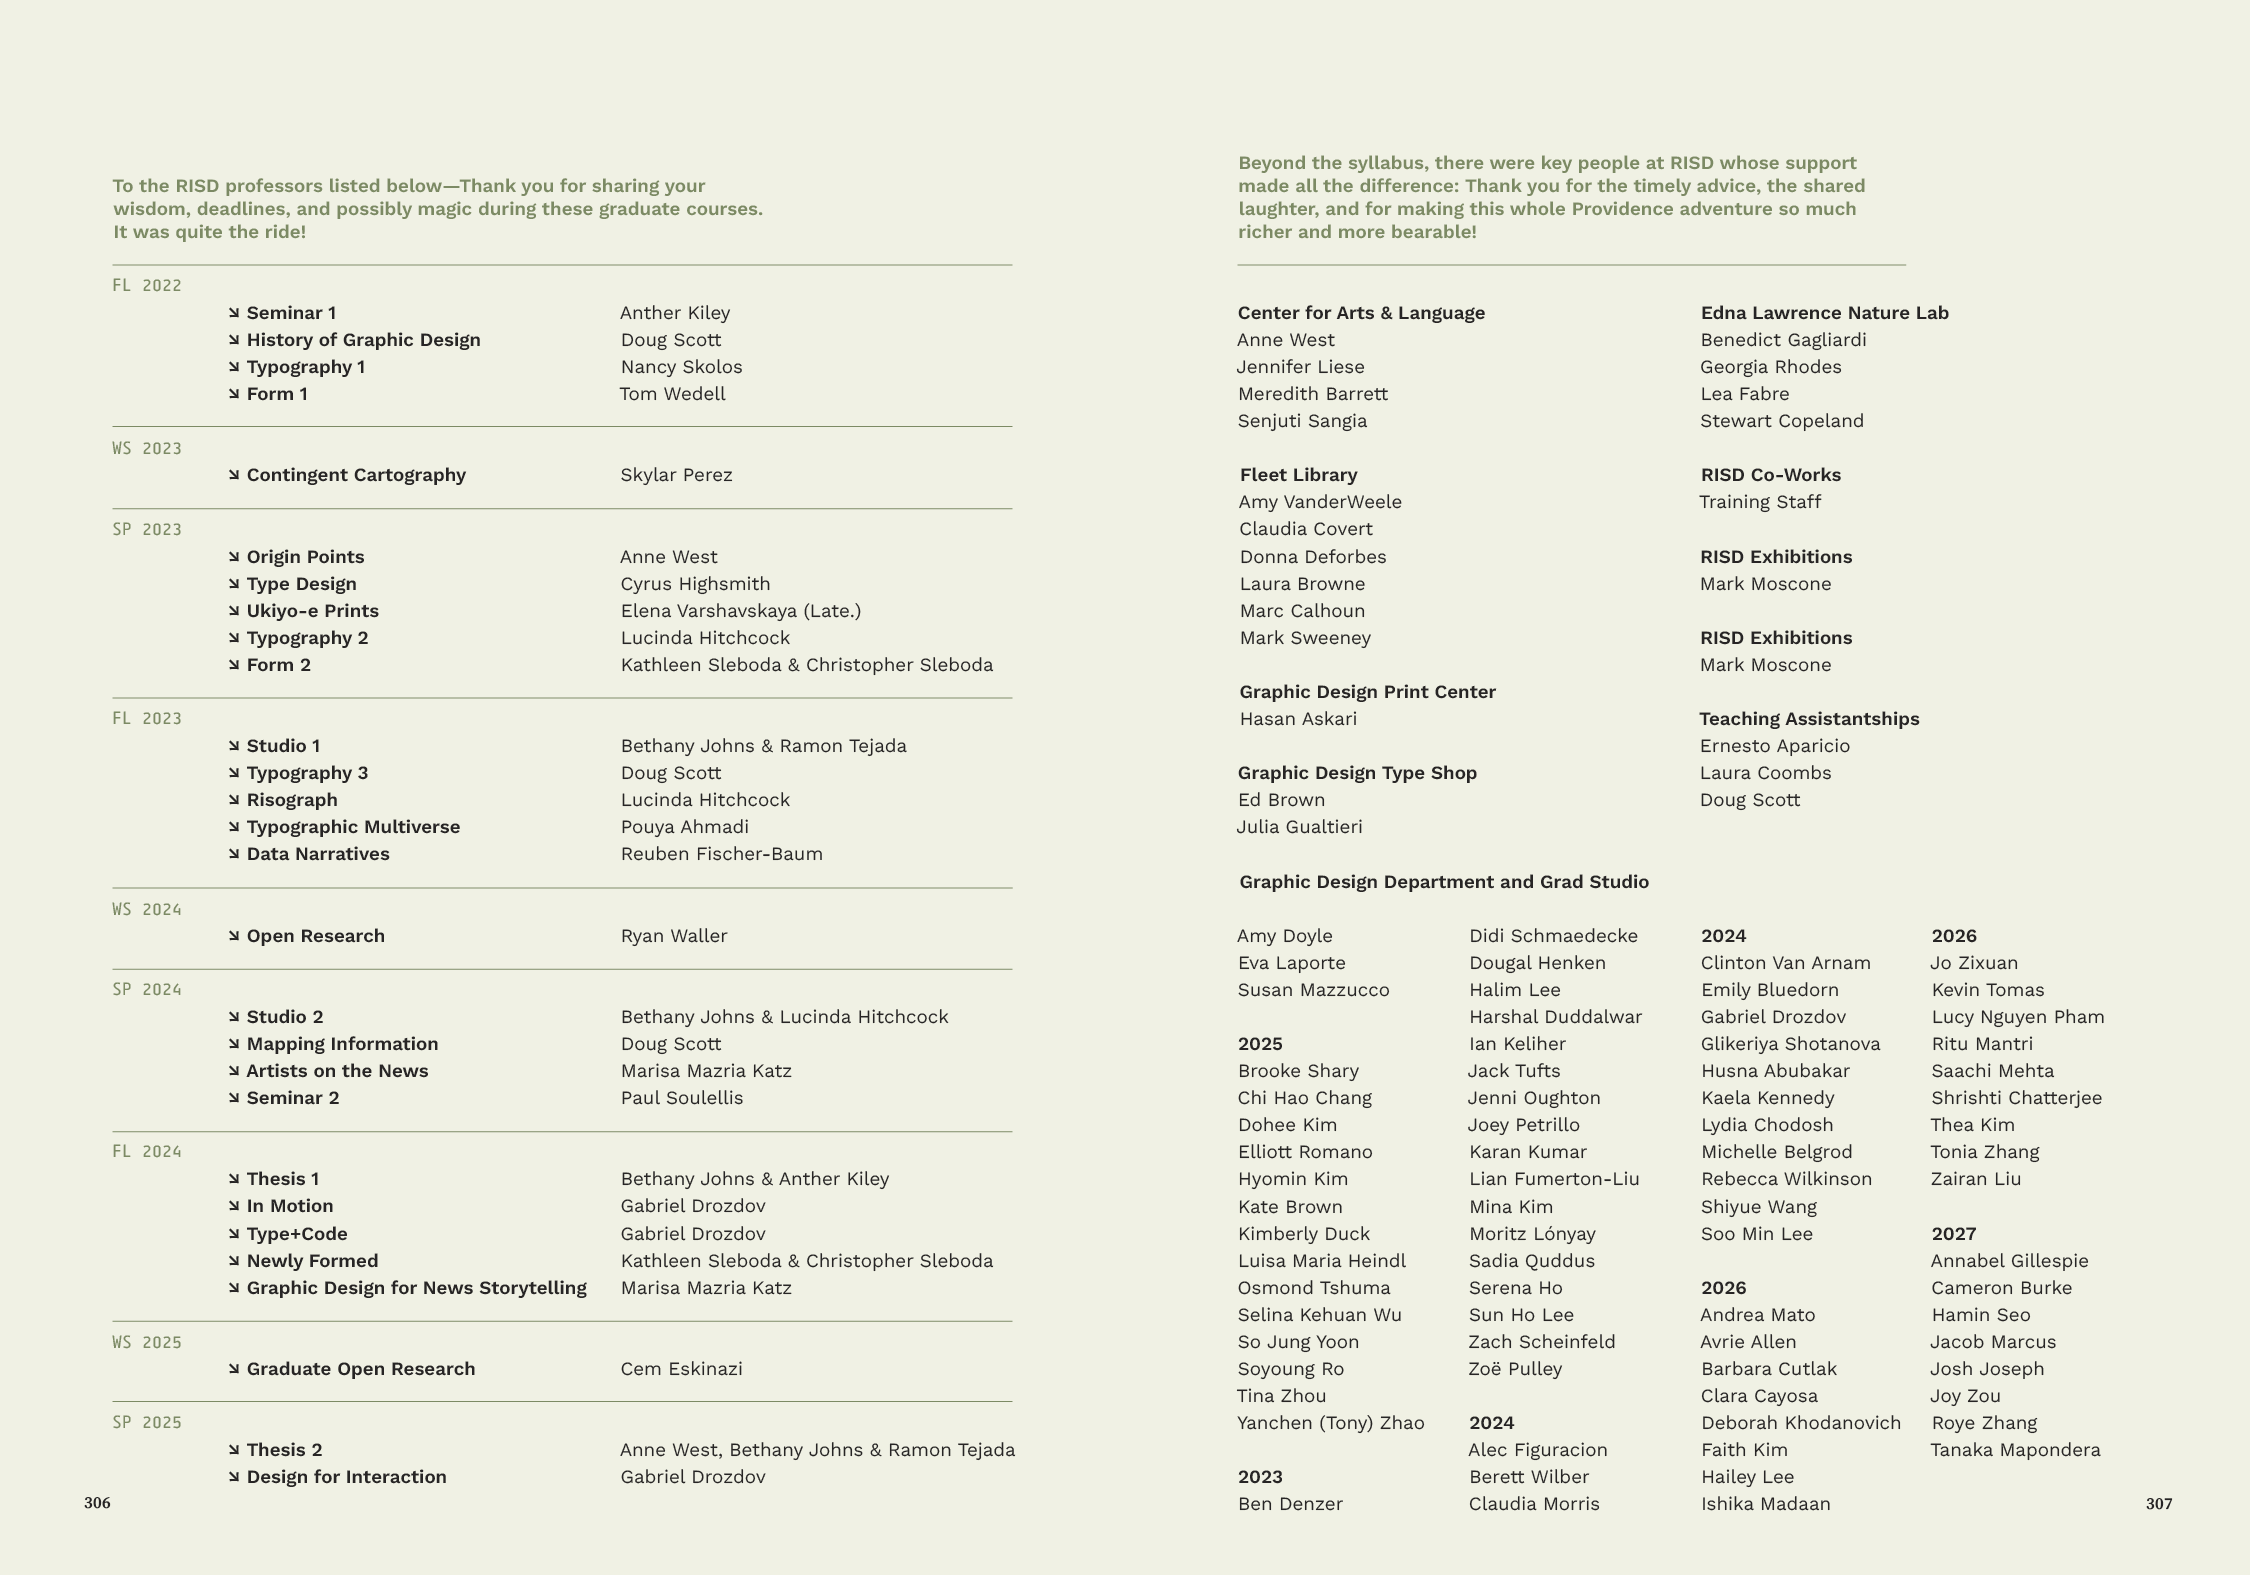 To the RISD professors listed below—Thank you for sharing your
wisdom, deadlines, and possibly magic during these graduate courses.
It was quite the ride!
FL 2022
↘ Seminar 1 Anther Kiley
↘ History of Graphic Design Doug Scott
↘ Typography 1 Nancy Skolos
↘ Form 1 Tom Wedell
WS 2023
↘ Contingent Cartography Skylar Perez
SP 2023
↘ Origin Points Anne West
↘ Type Design Cyrus Highsmith
↘ Ukiyo-e Prints Elena Varshavskaya (Late.)
↘ Typography 2 Lucinda Hitchcock
↘ Form 2 Kathleen Sleboda & Christopher Sleboda
FL 2023
↘ Studio 1 Bethany Johns & Ramon Tejada
↘ Typography 3 Doug Scott
↘ Risograph Lucinda Hitchcock
↘ Typographic Multiverse Pouya Ahmadi
↘ Data Narratives Reuben Fischer-Baum
WS 2024
↘ Open Research Ryan Waller
SP 2024
↘ Studio 2 Bethany Johns & Lucinda Hitchcock
↘ Mapping Information Doug Scott
↘ Artists on the News Marisa Mazria Katz
↘ Seminar 2 Paul Soulellis
FL 2024
↘ Thesis 1 Bethany Johns & Anther Kiley
↘ In Motion Gabriel Drozdov
↘ Type+Code Gabriel Drozdov
↘ Newly Formed Kathleen Sleboda & Christopher Sleboda
↘ Graphic Design for News Storytelling Marisa Mazria Katz
WS 2025
↘ Graduate Open Research Cem Eskinazi
SP 2025
↘ Thesis 2 Anne West, Bethany Johns & Ramon Tejada
↘ Design for Interaction Gabriel Drozdov
306
Beyond the syllabus, there were key people at RISD whose support
made all the difference: Thank you for the timely advice, the shared
laughter, and for making this whole Providence adventure so much
richer and more bearable!
Center for Arts & Language
Anne West
Jennifer Liese
Meredith Barrett
Senjuti Sangia
Fleet Library
Amy VanderWeele
Claudia Covert
Donna Deforbes
Laura Browne
Marc Calhoun
Mark Sweeney
Graphic Design Print Center
Hasan Askari
Graphic Design Type Shop
Ed Brown
Julia Gualtieri
Edna Lawrence Nature Lab
Benedict Gagliardi
Georgia Rhodes
Lea Fabre
Stewart Copeland
RISD Co-Works
Training Staff
RISD Exhibitions
Mark Moscone
RISD Exhibitions
Mark Moscone
Teaching Assistantships
Ernesto Aparicio
Laura Coombs
Doug Scott
Graphic Design Department and Grad Studio
Amy Doyle
Eva Laporte
Susan Mazzucco
2025
Brooke Shary
Chi Hao Chang
Dohee Kim
Elliott Romano
Hyomin Kim
Kate Brown
Kimberly Duck
Luisa Maria Heindl
Osmond Tshuma
Selina Kehuan Wu
So Jung Yoon
Soyoung Ro
Tina Zhou
Yanchen (Tony) Zhao
2023
Ben Denzer
Didi Schmaedecke
Dougal Henken
Halim Lee
Harshal Duddalwar
Ian Keliher
Jack Tufts
Jenni Oughton
Joey Petrillo
Karan Kumar
Lian Fumerton-Liu
Mina Kim
Moritz Lónyay
Sadia Quddus
Serena Ho
Sun Ho Lee
Zach Scheinfeld
Zoë Pulley
2024
Alec Figuracion
Berett Wilber
Claudia Morris
2024
Clinton Van Arnam
Emily Bluedorn
Gabriel Drozdov
Glikeriya Shotanova
Husna Abubakar
Kaela Kennedy
Lydia Chodosh
Michelle Belgrod
Rebecca Wilkinson
Shiyue Wang
Soo Min Lee
2026
Andrea Mato
Avrie Allen
Barbara Cutlak
Clara Cayosa
Deborah Khodanovich
Faith Kim
Hailey Lee
Ishika Madaan
2026
Jo Zixuan
Kevin Tomas
Lucy Nguyen Pham
Ritu Mantri
Saachi Mehta
Shrishti Chatterjee
Thea Kim
Tonia Zhang
Zairan Liu
2027
Annabel Gillespie
Cameron Burke
Hamin Seo
Jacob Marcus
Josh Joseph
Joy Zou
Roye Zhang
Tanaka Mapondera
307